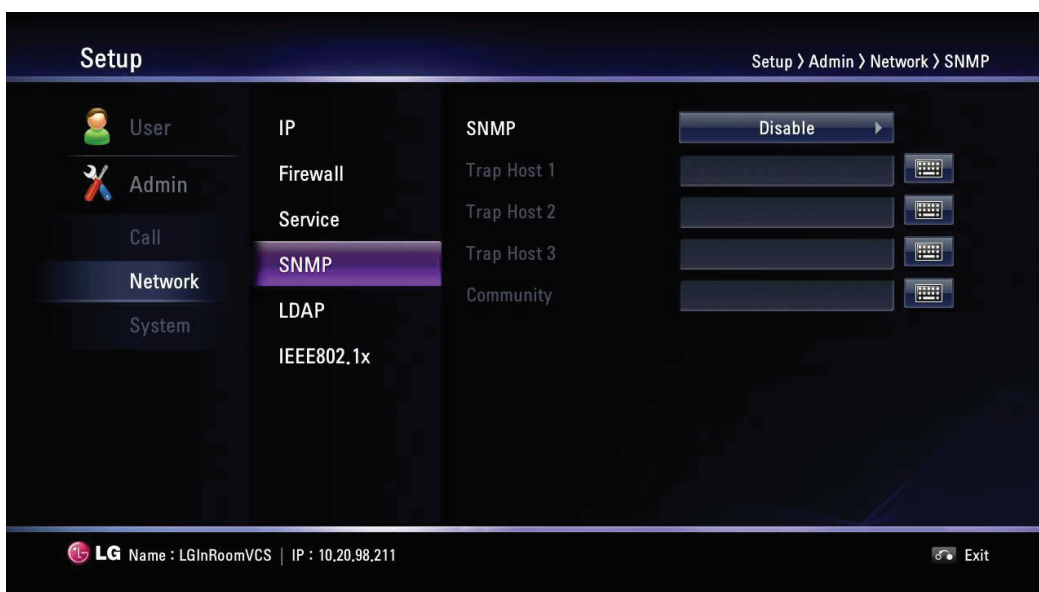 Setup
Setup > Admin > Network > SNMP
User
Admin
Call
Network
System
IP
Firewall
Service
SNMP
LDAP
IEEE802.1x
SNMP Disable
Trap Host 1
Trap Host 2
Trap Host 3
Community
LG Name : LGInRoomVCS | IP : 10.20.98.211
Exit